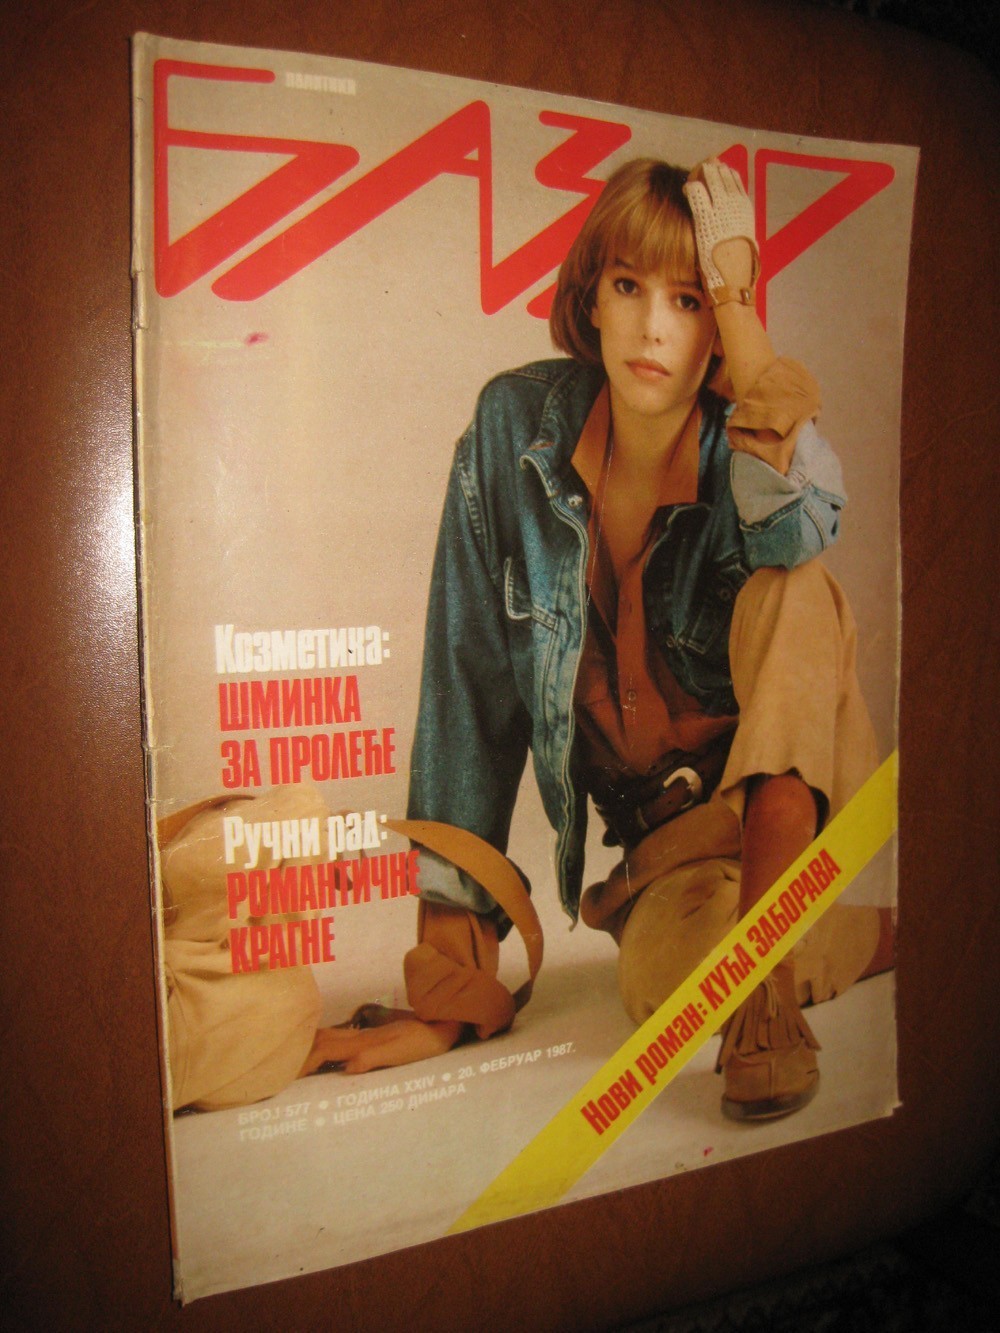 ПОЛИТИКА
БАЗАР
Козметика:
ШМИНКА
ЗА ПРОЛЕЋЕ
Ручни рад:
РОМАНТИЧНЕ
КРАГНЕ
БРОЈ 577 • ГОДИНА XXIV • 20. ФЕБРУАР 1987.
ГОДИНЕ • ЦЕНА 250 ДИНАРА
Нови роман: КУЋА ЗАБОРАВА